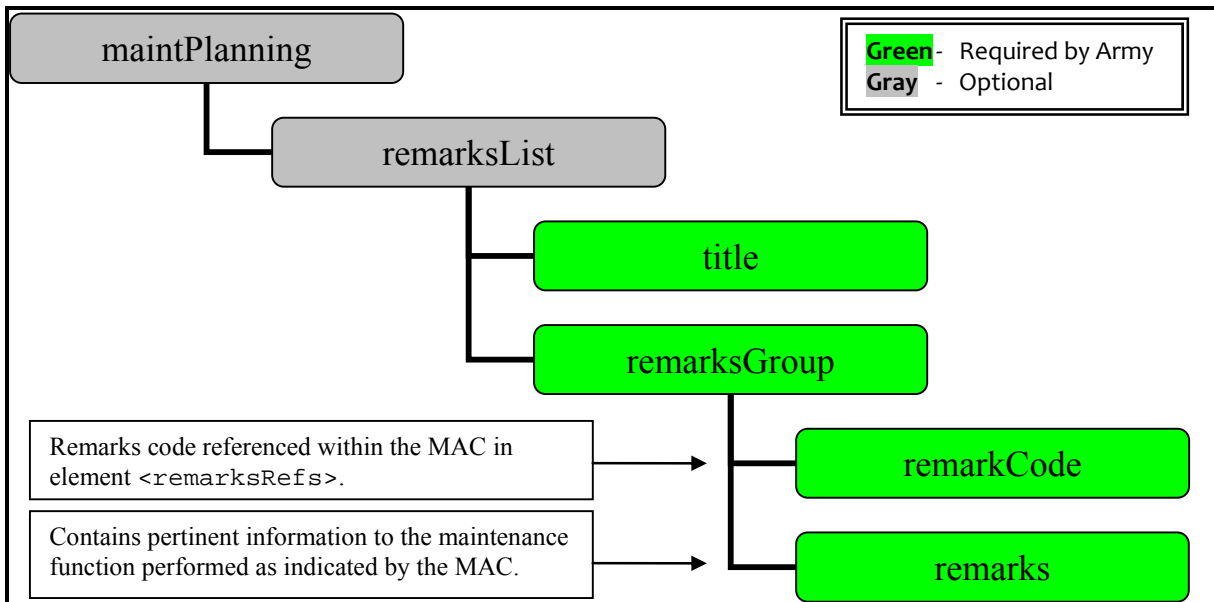 maintPlanning
Green - Required by Army
Gray - Optional
remarksList
title
remarksGroup
Remarks code referenced within the MAC in
element <remarksRefs>.
remarkCode
Contains pertinent information to the maintenance
function performed as indicated by the MAC.
remarks